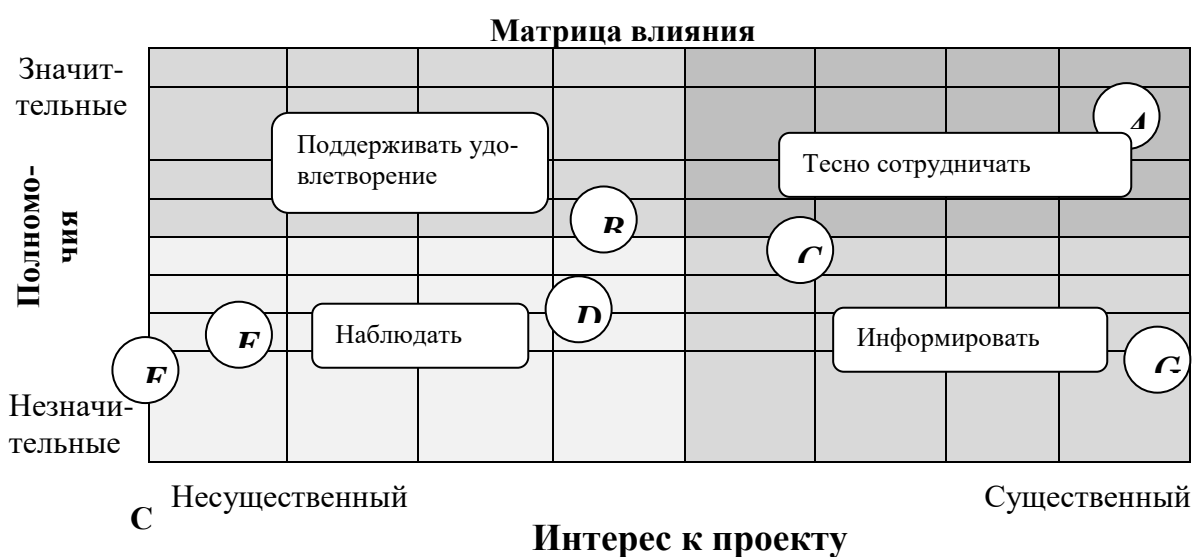 Матрица влияния
Значит-
тельные
Поддерживать удо-
влетворение
Тесно сотрудничать
Полномо-
чия
B
C
D
Наблюдать
Информировать
G
Незначи-
тельные
Несущественный
Существенный
С
Интерес к проекту